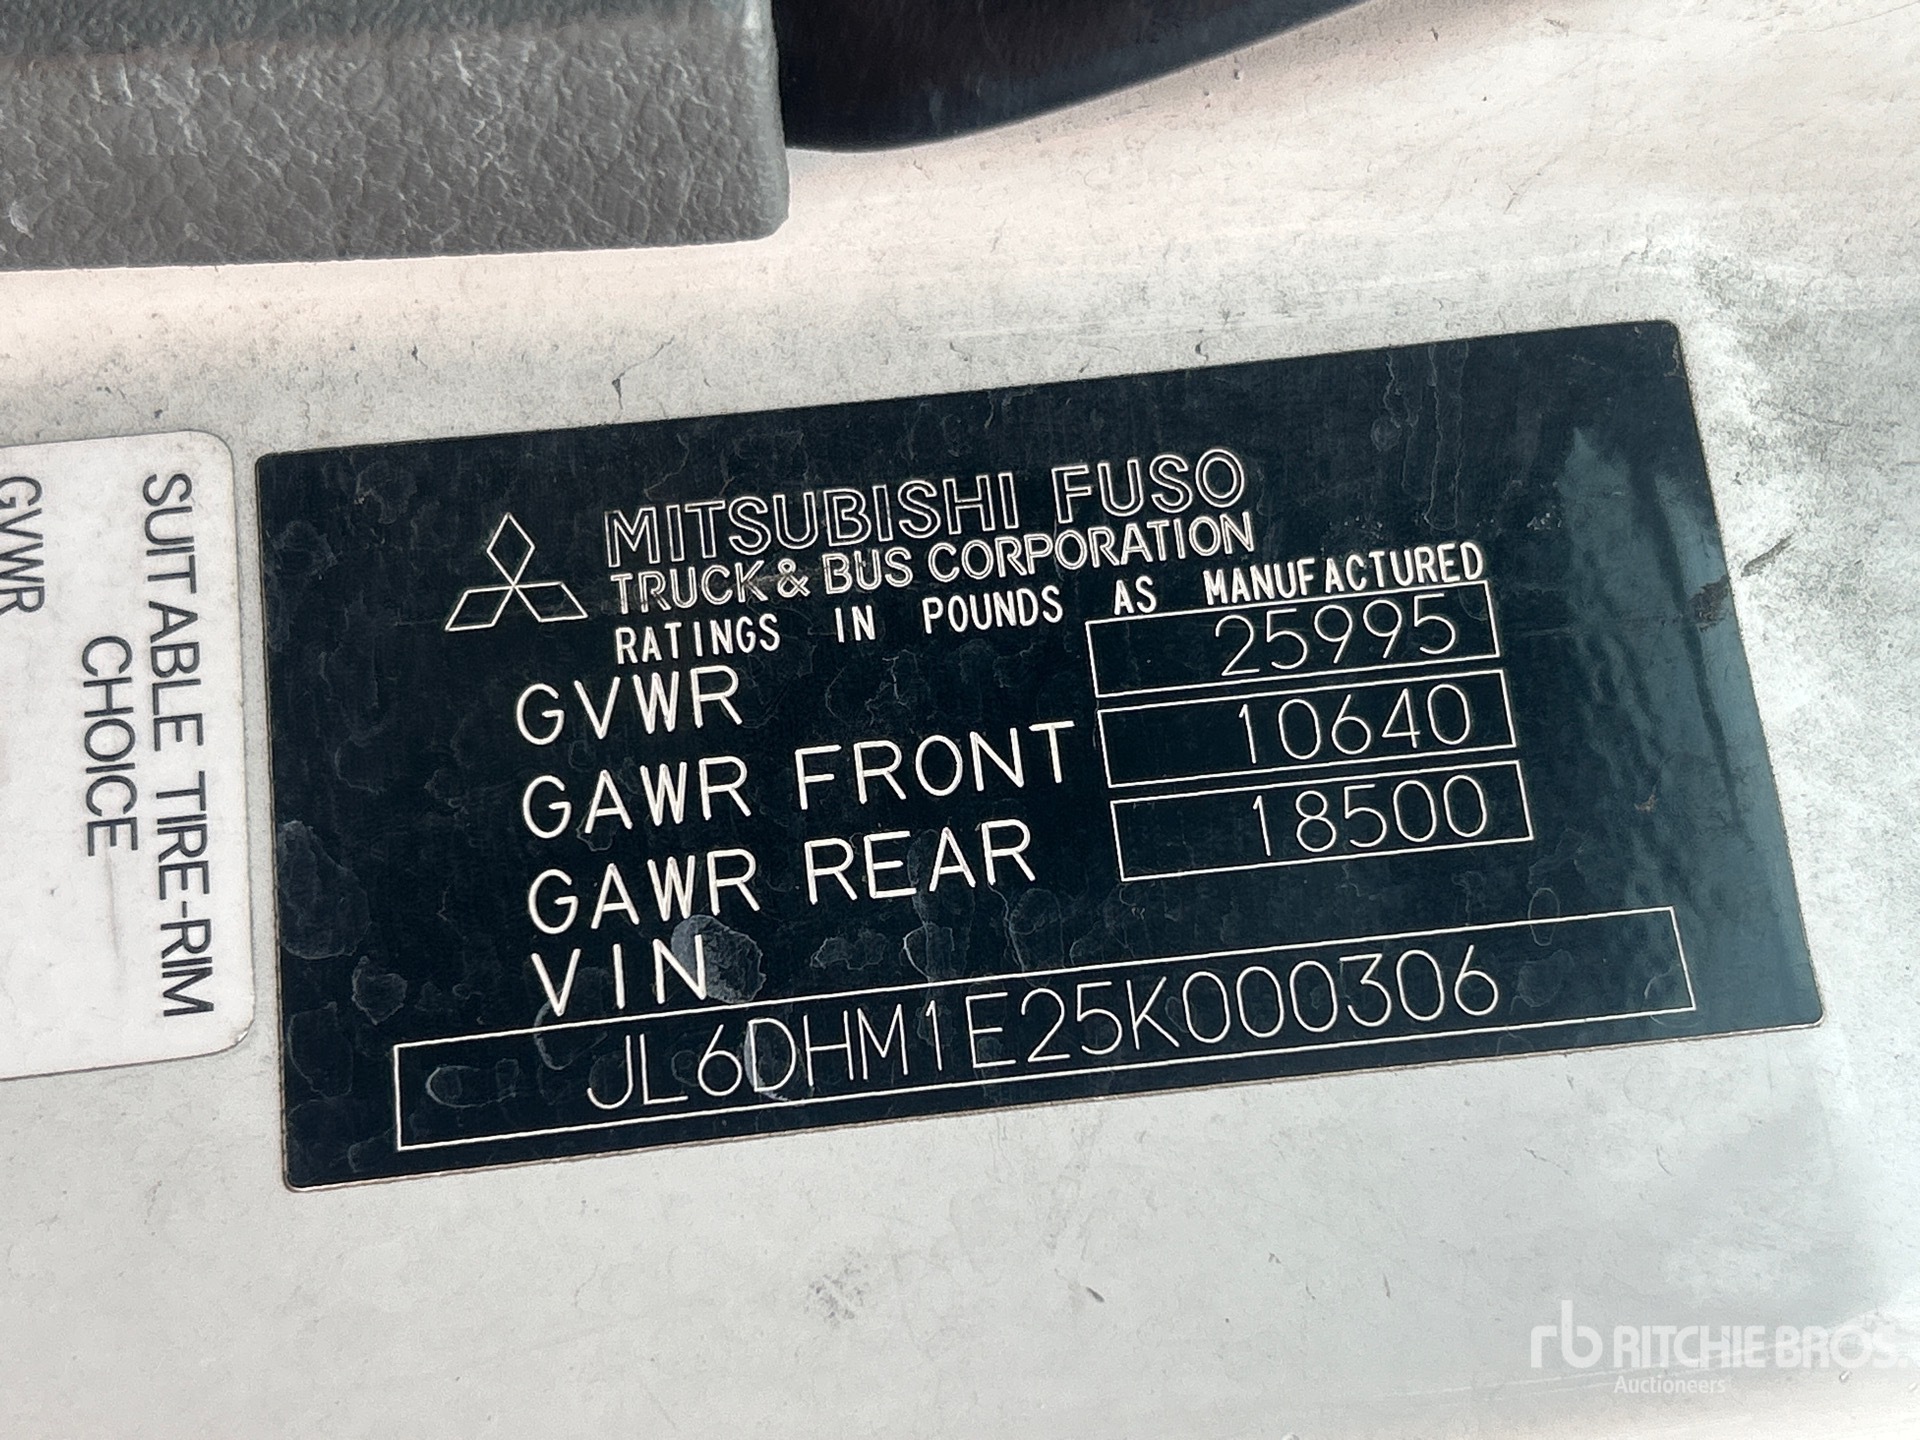 MITSUBISHI FUSO
TRUCK & BUS CORPORATION
RATINGS IN POUNDS AS MANUFACTURED
GVWR 25995
GAWR FRONT 10640
GAWR REAR 18500
VIN
JL6DHM1E25K000306
SUITABLE TIRE-RIM
CHOICE
GVWR
rb RITCHIE BROS.
Auctioneers